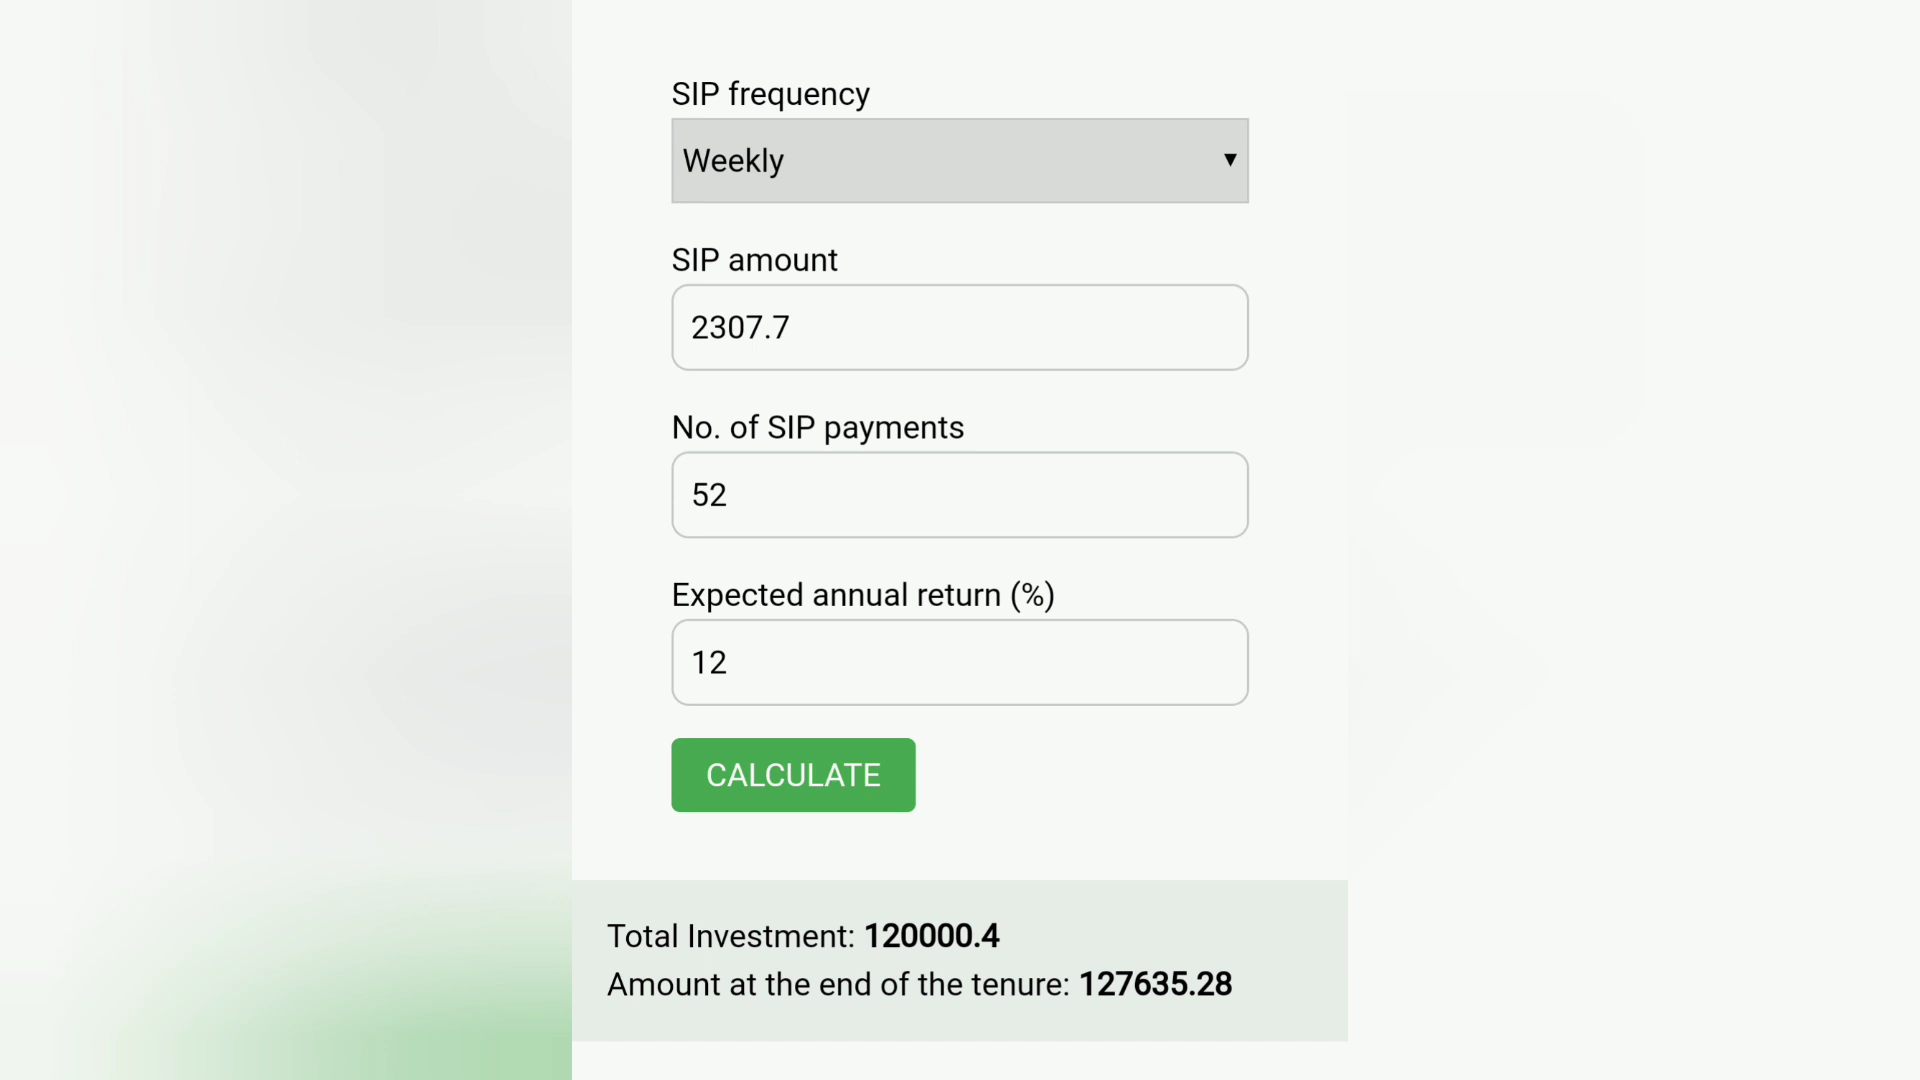 SIP frequency
Weekly
SIP amount
2307.7
No. of SIP payments
52
Expected annual return (%)
12
CALCULATE
Total Investment: 120000.4
Amount at the end of the tenure: 127635.28